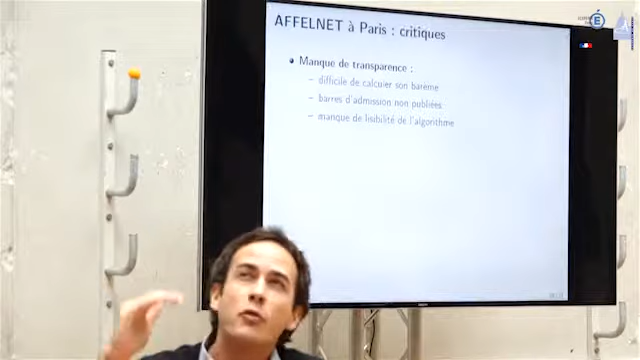 AFFELNET à Paris : critiques
Manque de transparence :
– difficile de calculer son barème
– barres d'admission non publiées
– manque de lisibilité de l'algorithme